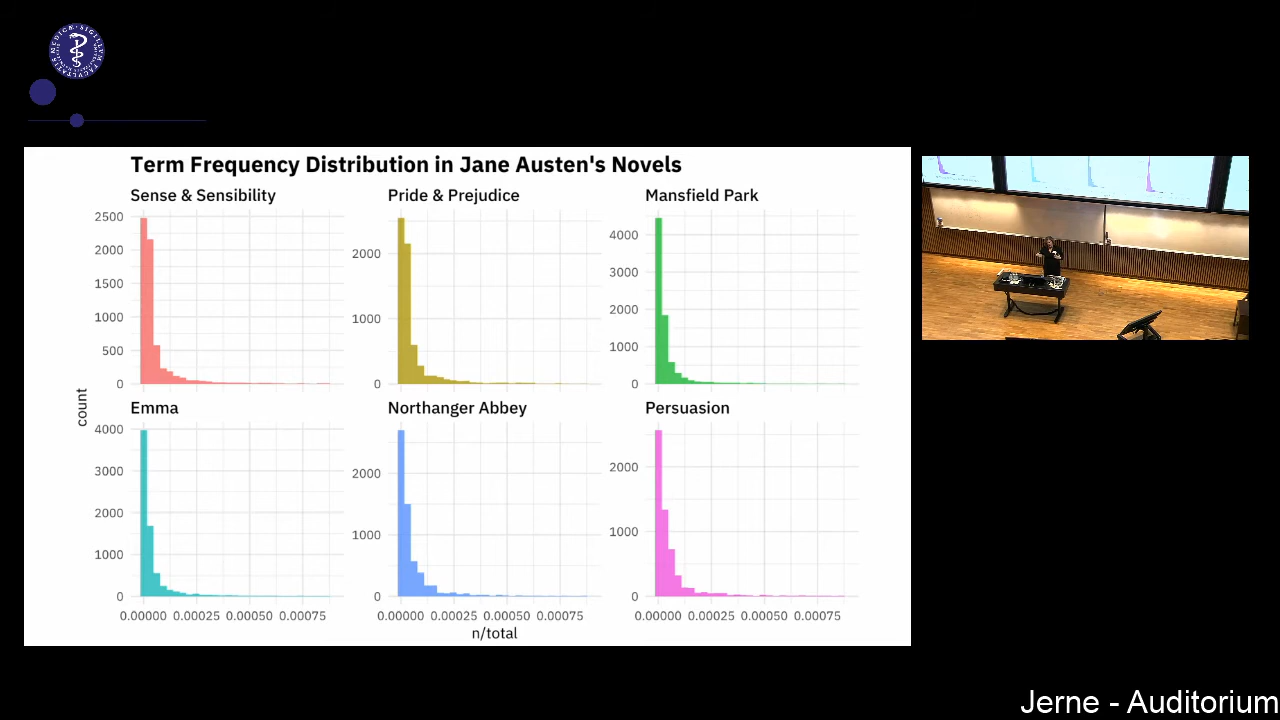 Term Frequency Distribution in Jane Austen's Novels
Sense & Sensibility
Pride & Prejudice
Mansfield Park
2500
2000
1500
1000
500
0
2000
1000
0
4000
3000
2000
1000
0
count
Emma
Northanger Abbey
Persuasion
4000
3000
2000
1000
0
2000
1000
0
2000
1000
0
0.00000 0.00025 0.00050 0.00075
0.00000 0.00025 0.00050 0.00075
0.00000 0.00025 0.00050 0.00075
n/total
Jerne - Auditorium